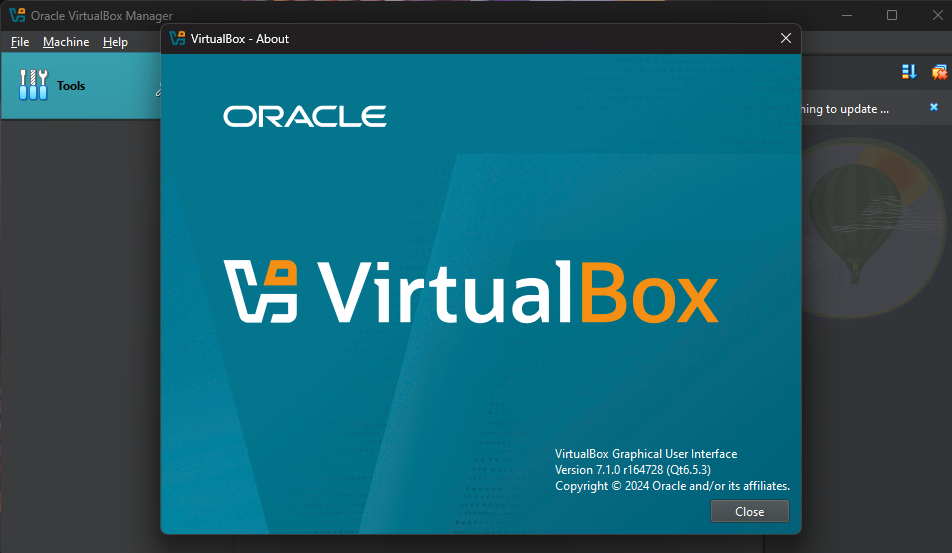 Oracle VirtualBox Manager
File Machine Help
VirtualBox - About
Tools
ORACLE
VirtualBox
to update ...
VirtualBox Graphical User Interface
Version 7.1.0 r164728 (Qt6.5.3)
Copyright © 2024 Oracle and/or its affiliates.
Close